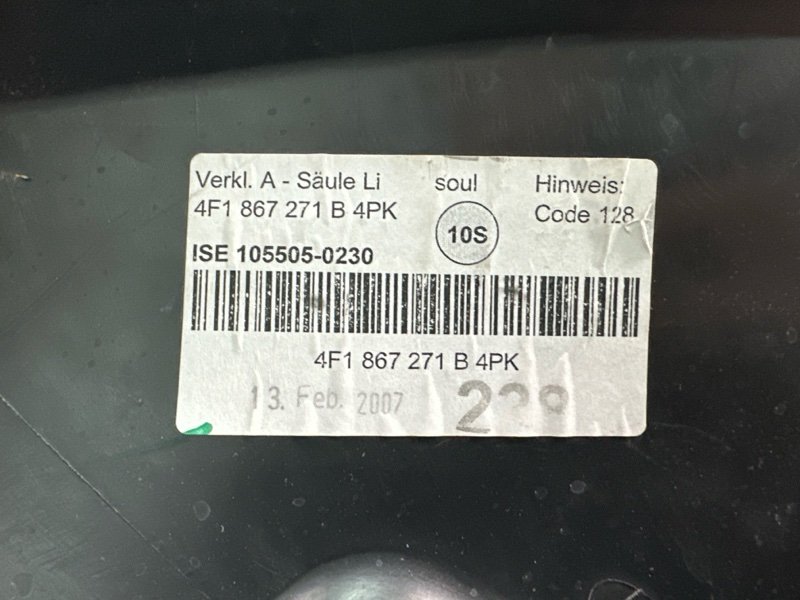 Verkl. A - Säule Li soul Hinweis:
4F1 867 271 B 4PK Code 128
10S
ISE 105505-0230
4F1 867 271 B 4PK
13. Feb. 2007